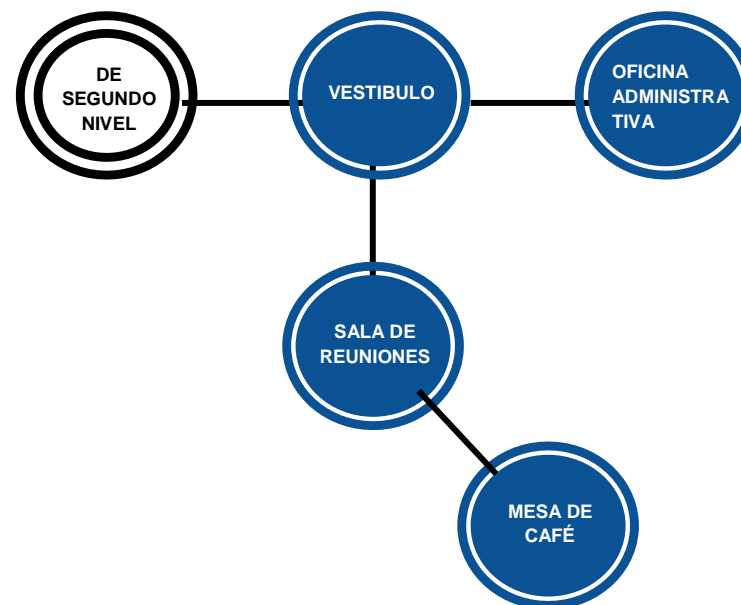 DE
SEGUNDO
NIVEL
VESTIBULO
OFICINA
ADMINISTRA
TIVA
SALA DE
REUNIONES
MESA DE
CAFÉ